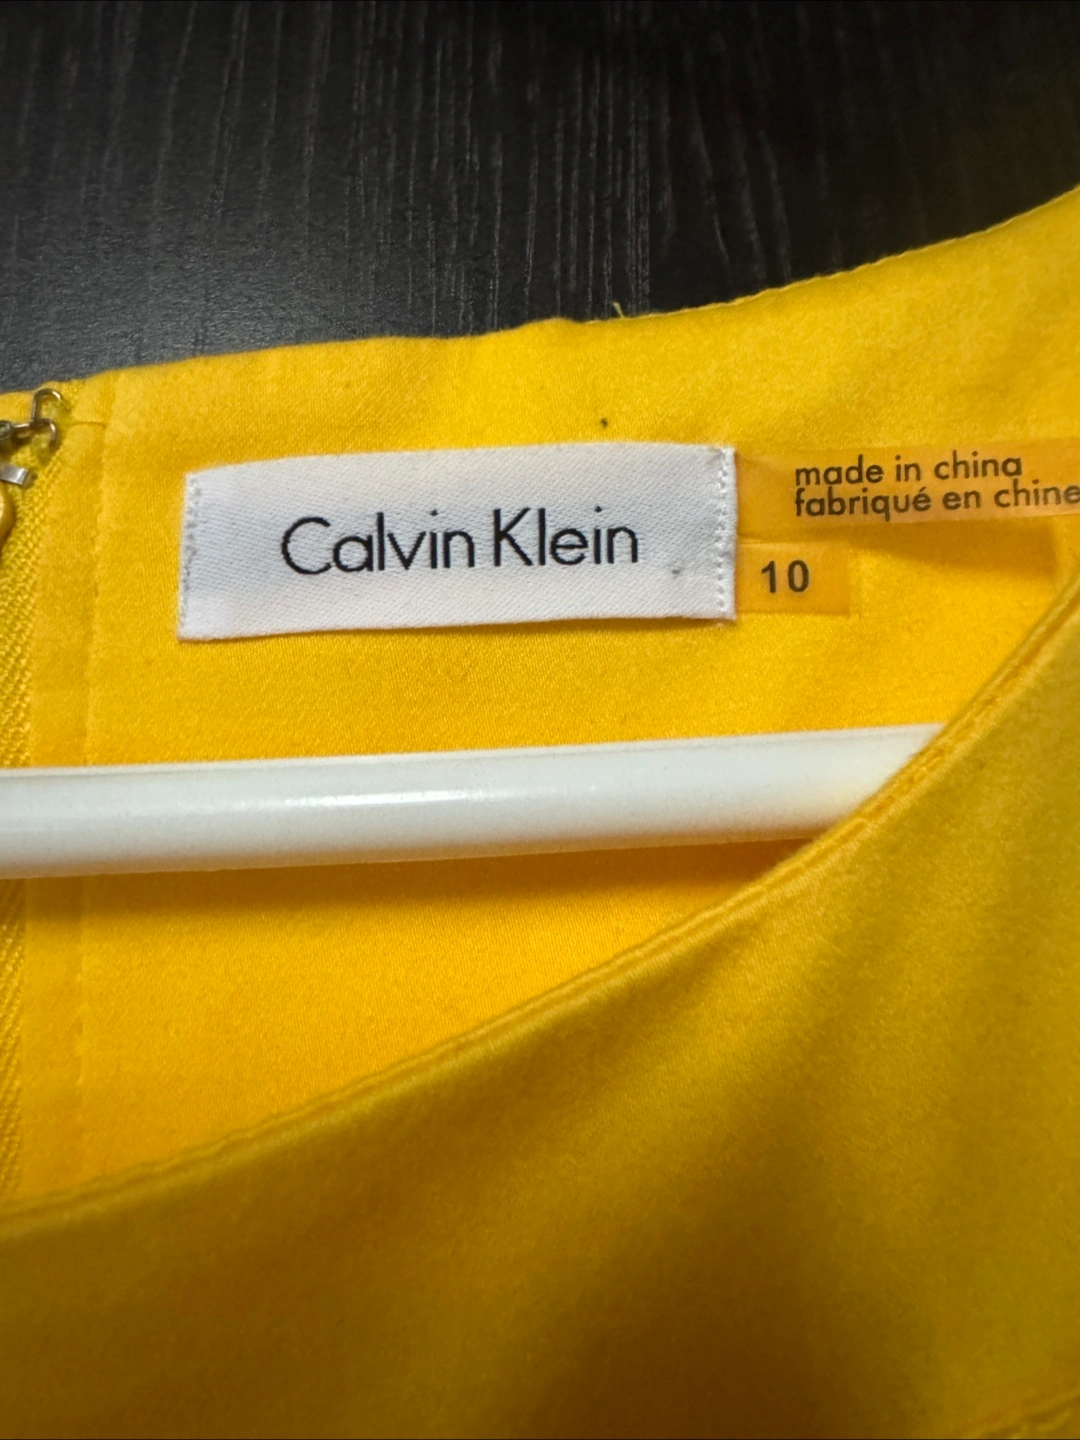 Calvin Klein
made in china
fabriqué en chine
10